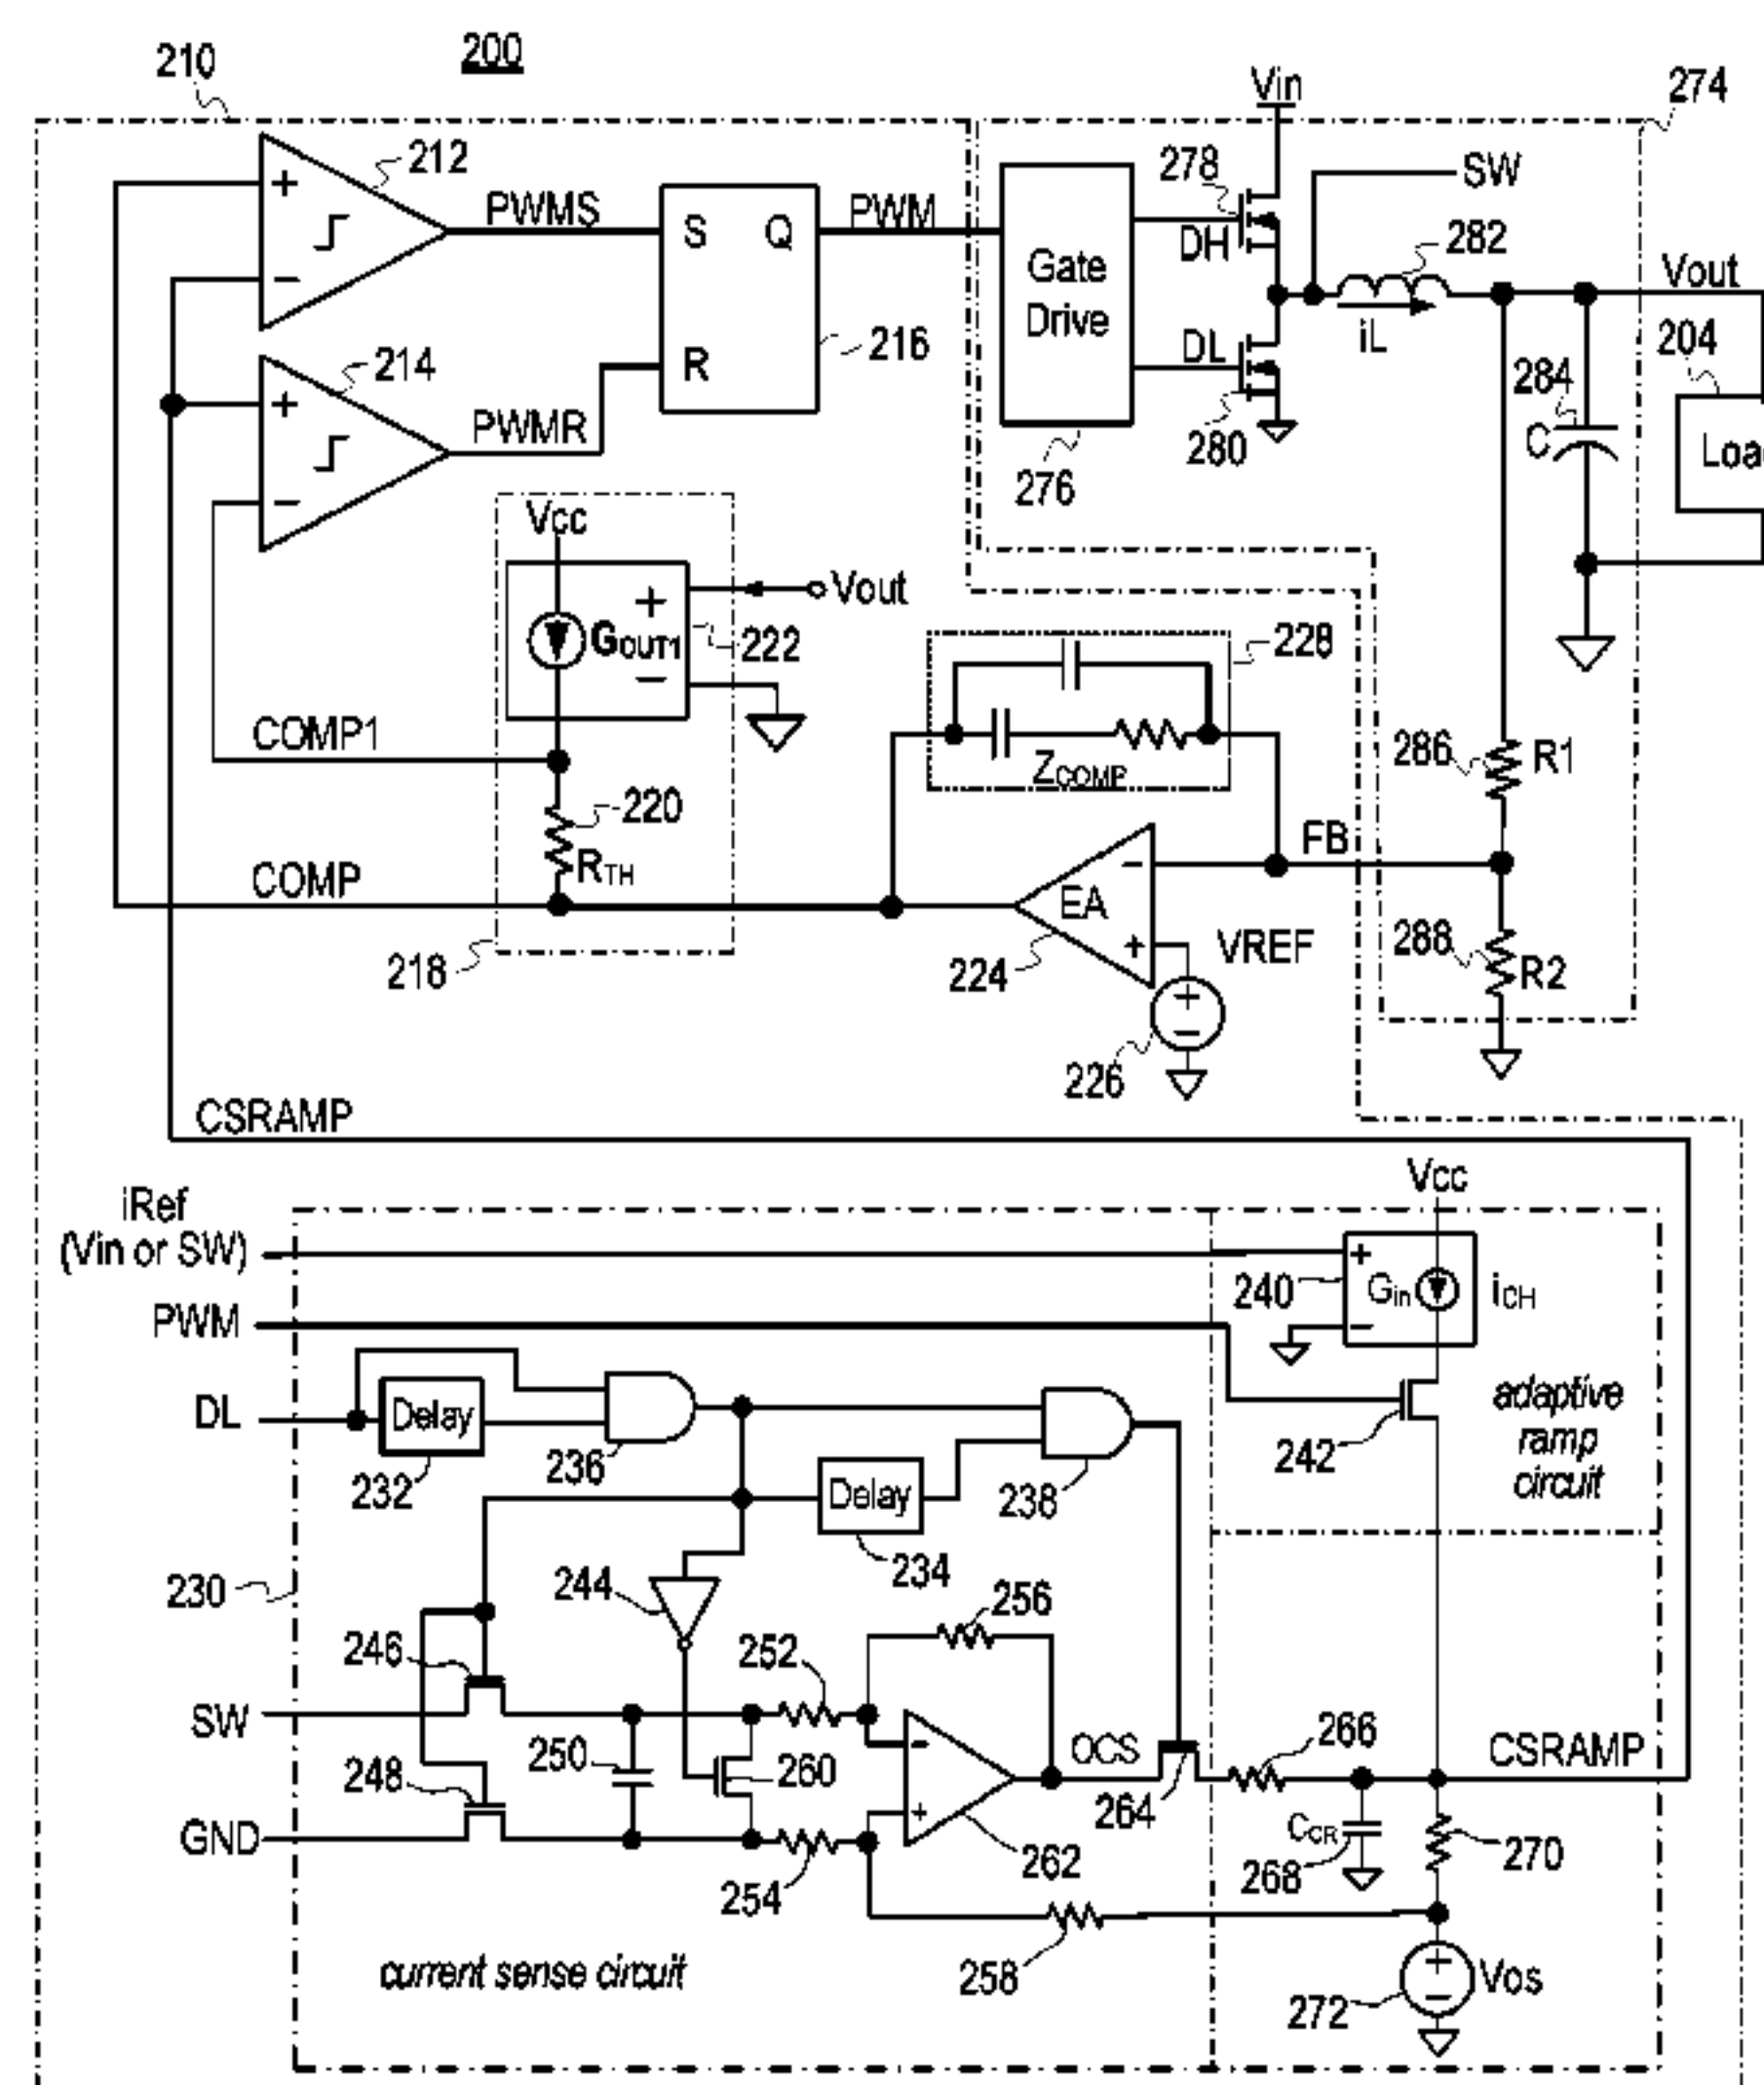 200
210
212
+
−
PWMS
S
Q
PWM
R
216
214
+
−
PWMR
Vin
274
278
DH
SW
282
Gate
Drive
276
DL
280
iL
Vout
204
284
C
Loa
Vcc
+
GOUT1
−
Vout
222
228
ZCOMP
COMP1
220
RTH
COMP
218
EA
−
+
224
FB
VREF
+
−
226
286
R1
288
R2
CSRAMP
iRef
(Vin or SW)
Vcc
240
+
Gin
−
iCH
PWM
DL
Delay
232
236
238
242
adaptive
ramp
circuit
Delay
234
230
244
256
246
252
SW
250
260
−
+
OCS
264
266
CSRAMP
248
GND
254
262
CCR
268
270
258
current sense circuit
+
−
Vos
272